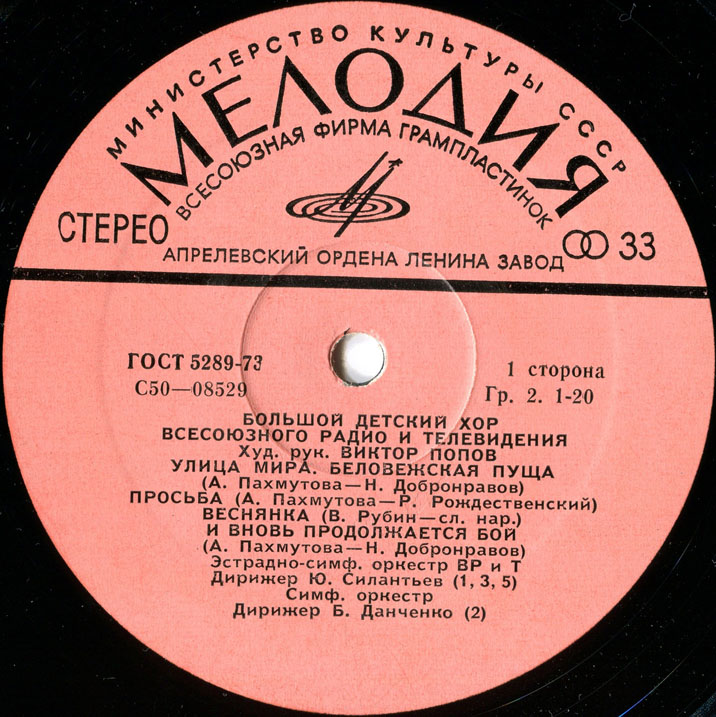 МИНИСТЕРСТВО КУЛЬТУРЫ СССР
МЕЛОДИЯ
ВСЕСОЮЗНАЯ ФИРМА ГРАМПЛАСТИНОК
СТЕРЕО
33
АПРЕЛЕВСКИЙ ОРДЕНА ЛЕНИНА ЗАВОД
ГОСТ 5289-73
1 сторона
С50—08529
Гр. 2. 1-20
БОЛЬШОЙ ДЕТСКИЙ ХОР
ВСЕСОЮЗНОГО РАДИО И ТЕЛЕВИДЕНИЯ
Худ. рук. ВИКТОР ПОПОВ
УЛИЦА МИРА. БЕЛОВЕЖСКАЯ ПУЩА
(А. Пахмутова—Н. Добронравов)
ПРОСЬБА (А. Пахмутова—Р. Рождественский)
ВЕСНЯНКА (В. Рубин—сл. нар.)
И ВНОВЬ ПРОДОЛЖАЕТСЯ БОЙ
(А. Пахмутова—Н. Добронравов)
Эстрадно-симф. оркестр ВР и Т
Дирижер Ю. Силантьев (1, 3, 5)
Симф. оркестр
Дирижер Б. Данченко (2)